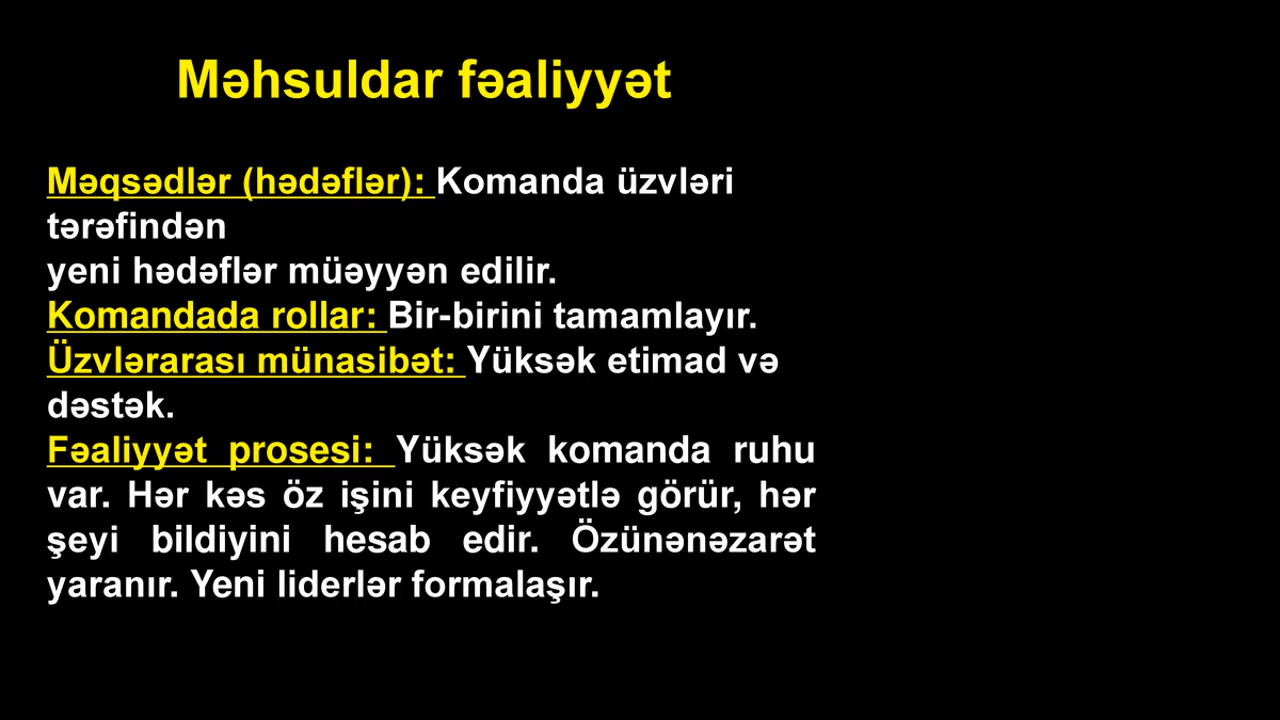 Məhsuldar fəaliyyət
Məqsədlər (hədəflər): Komanda üzvləri
tərəfindən
yeni hədəflər müəyyən edilir.
Komandada rollar: Bir-birini tamamlayır.
Üzvlərarası münasibət: Yüksək etimad və
dəstək.
Fəaliyyət prosesi: Yüksək komanda ruhu
var. Hər kəs öz işini keyfiyyətlə görür, hər
şeyi bildiyini hesab edir. Özünənəzarət
yaranır. Yeni liderlər formalaşır.